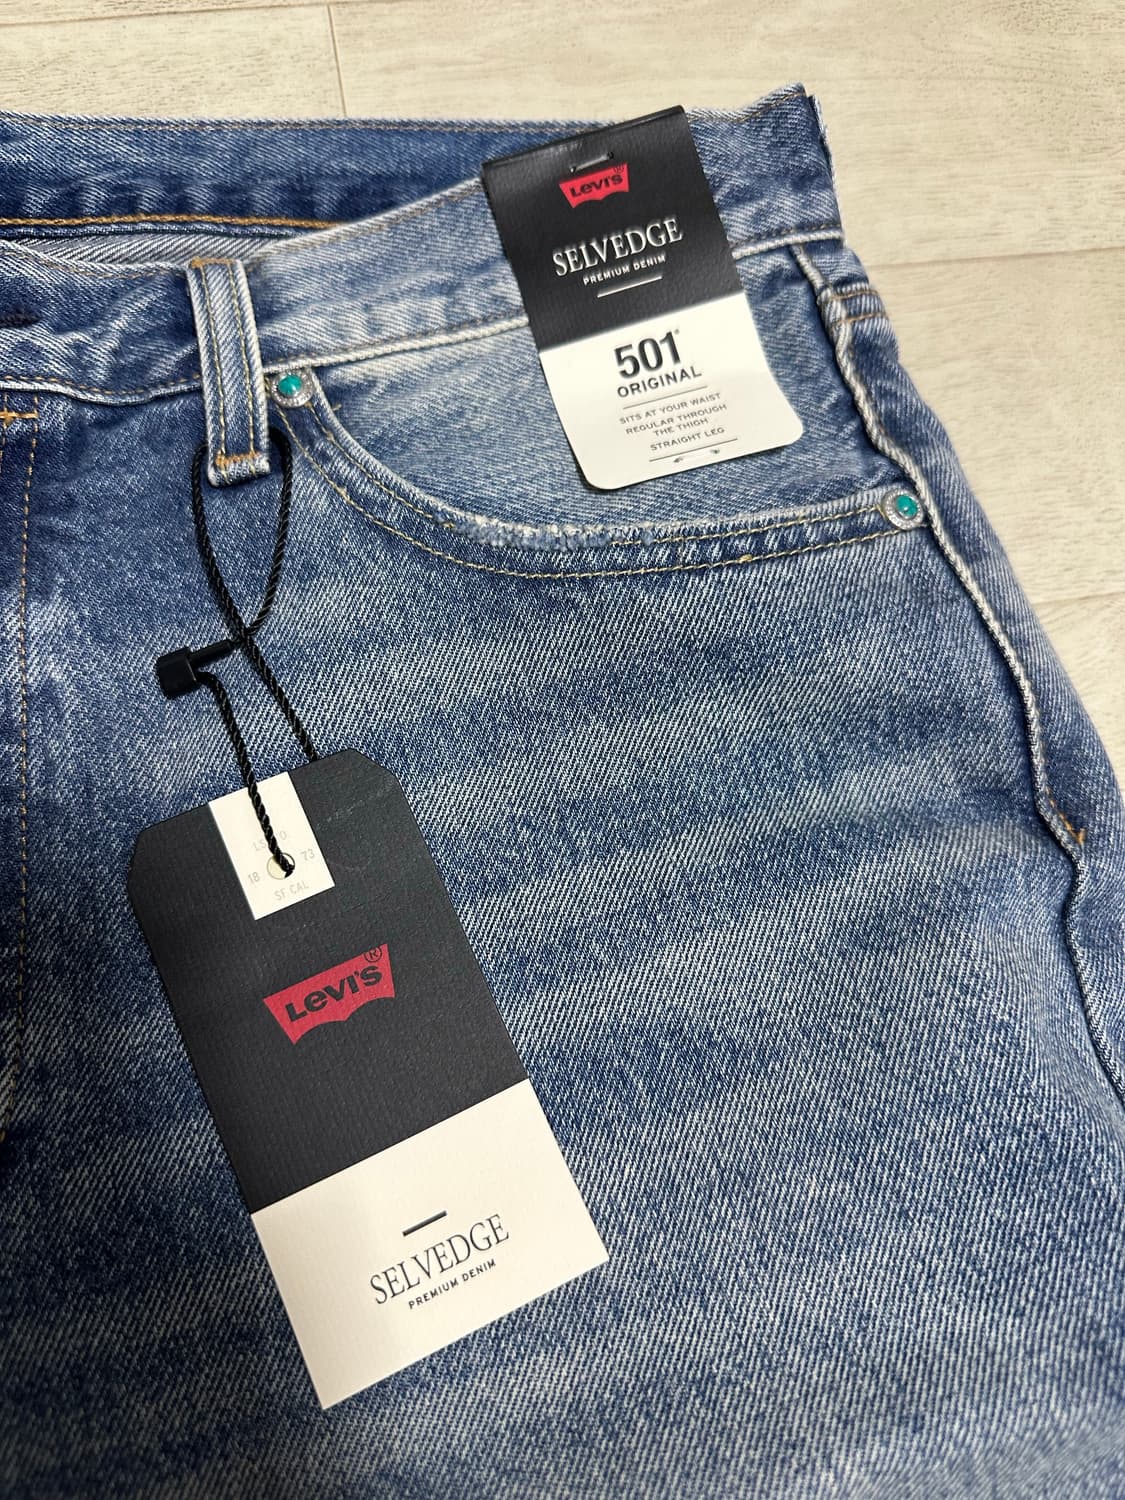 Levi's®
SELVEDGE
PREMIUM DENIM
501®
ORIGINAL
SITS AT YOUR WAIST
REGULAR THROUGH
THE THIGH
STRAIGHT LEG
18 73
SF CAL
Levi's®
SELVEDGE
PREMIUM DENIM